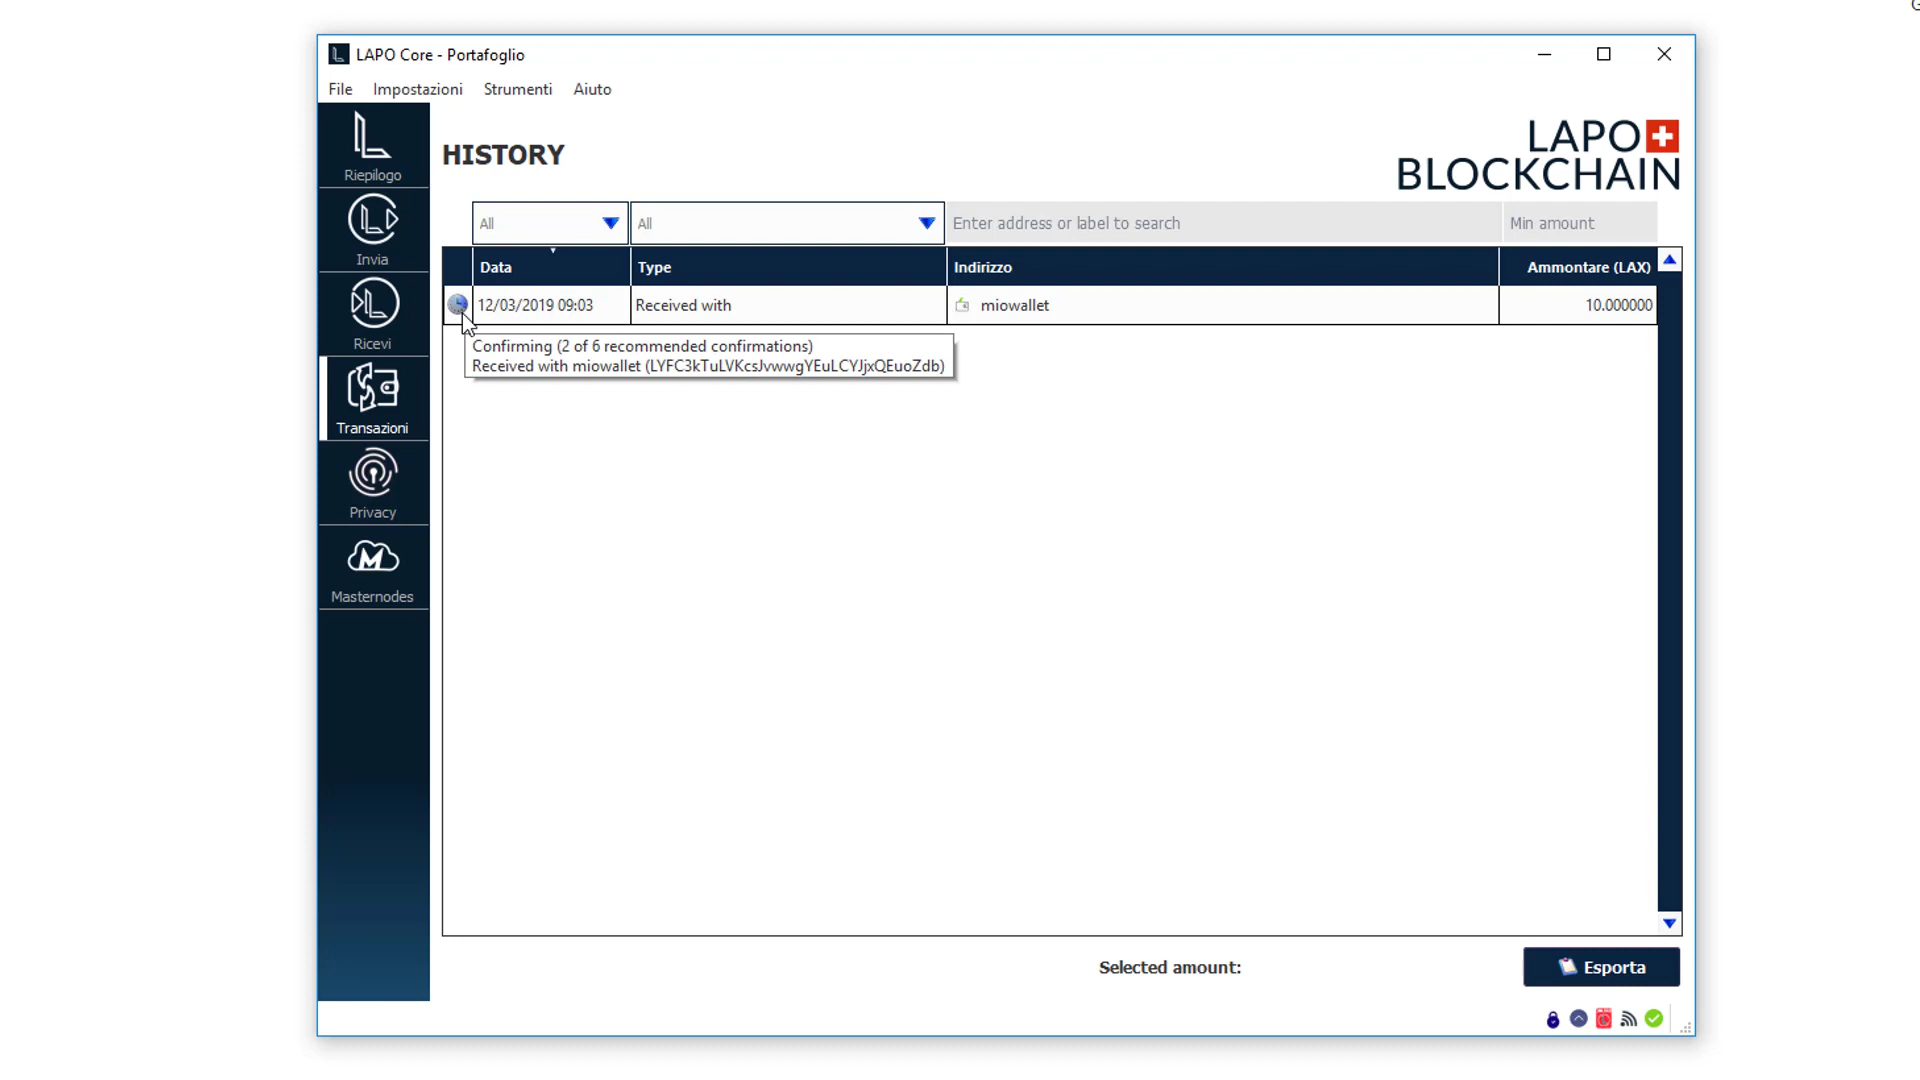 LAPO Core - Portafoglio
File Impostazioni Strumenti Aiuto
Riepilogo
Invia
Ricevi
Transazioni
Privacy
Masternodes
HISTORY
LAPO
BLOCKCHAIN
All All Enter address or label to search Min amount
Data Type Indirizzo Ammontare (LAX)
12/03/2019 09:03 Received with miowallet 10.000000
Confirming (2 of 6 recommended confirmations)
Received with miowallet (LYFC3kTuLVKcsJvwwgYEuLCYJjxQEuoZdb)
Selected amount:
Esporta